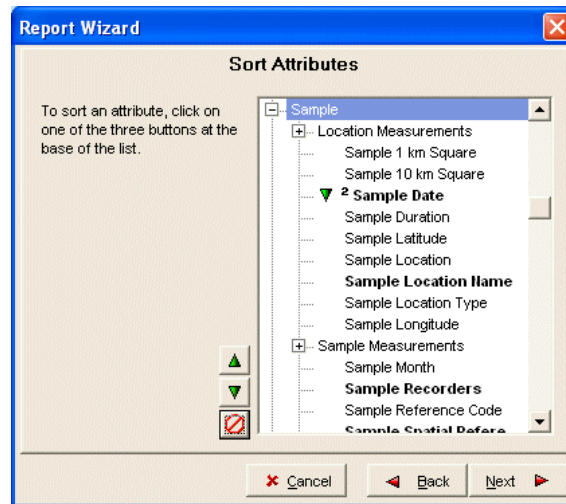 Report Wizard
Sort Attributes
To sort an attribute, click on
one of the three buttons at the
base of the list.
Sample
Location Measurements
Sample 1 km Square
Sample 10 km Square
2 Sample Date
Sample Duration
Sample Latitude
Sample Location
Sample Location Name
Sample Location Type
Sample Longitude
Sample Measurements
Sample Month
Sample Recorders
Sample Reference Code
Sample Spatial Refere
Cancel
Back
Next